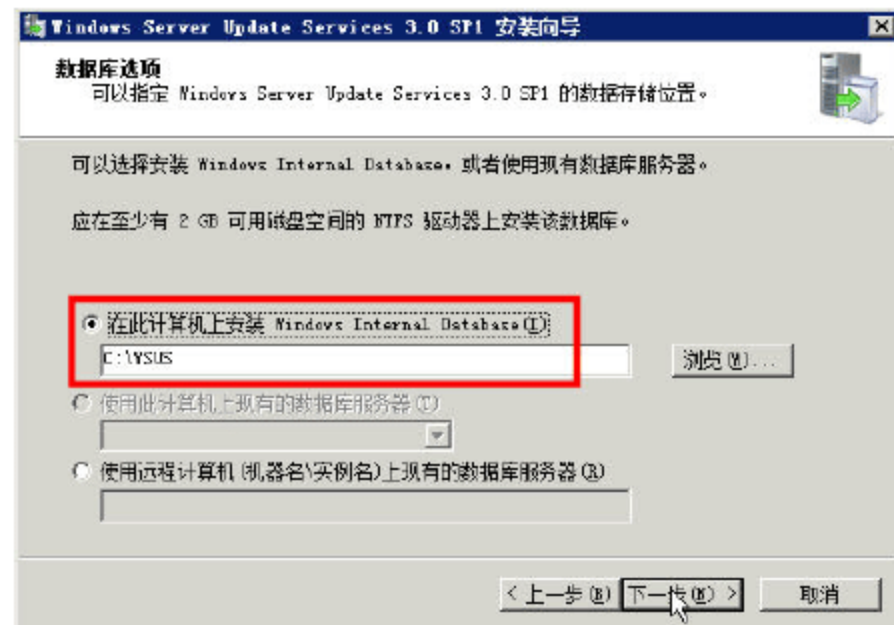 Windows Server Update Services 3.0 SP1 安装向导
数据库选项
可以指定 Windows Server Update Services 3.0 SP1 的数据存储位置。
可以选择安装 Windows Internal Database，或者使用现有数据库服务器。
应在至少有 2 GB 可用磁盘空间的 NTFS 驱动器上安装该数据库。
在此计算机上安装 Windows Internal Database(I)
C:\WSUS
浏览(W)...
使用此计算机上现有的数据库服务器(T)
使用远程计算机(机器名\实例名)上现有的数据库服务器(R)
< 上一步(B) 下一步(N) > 取消